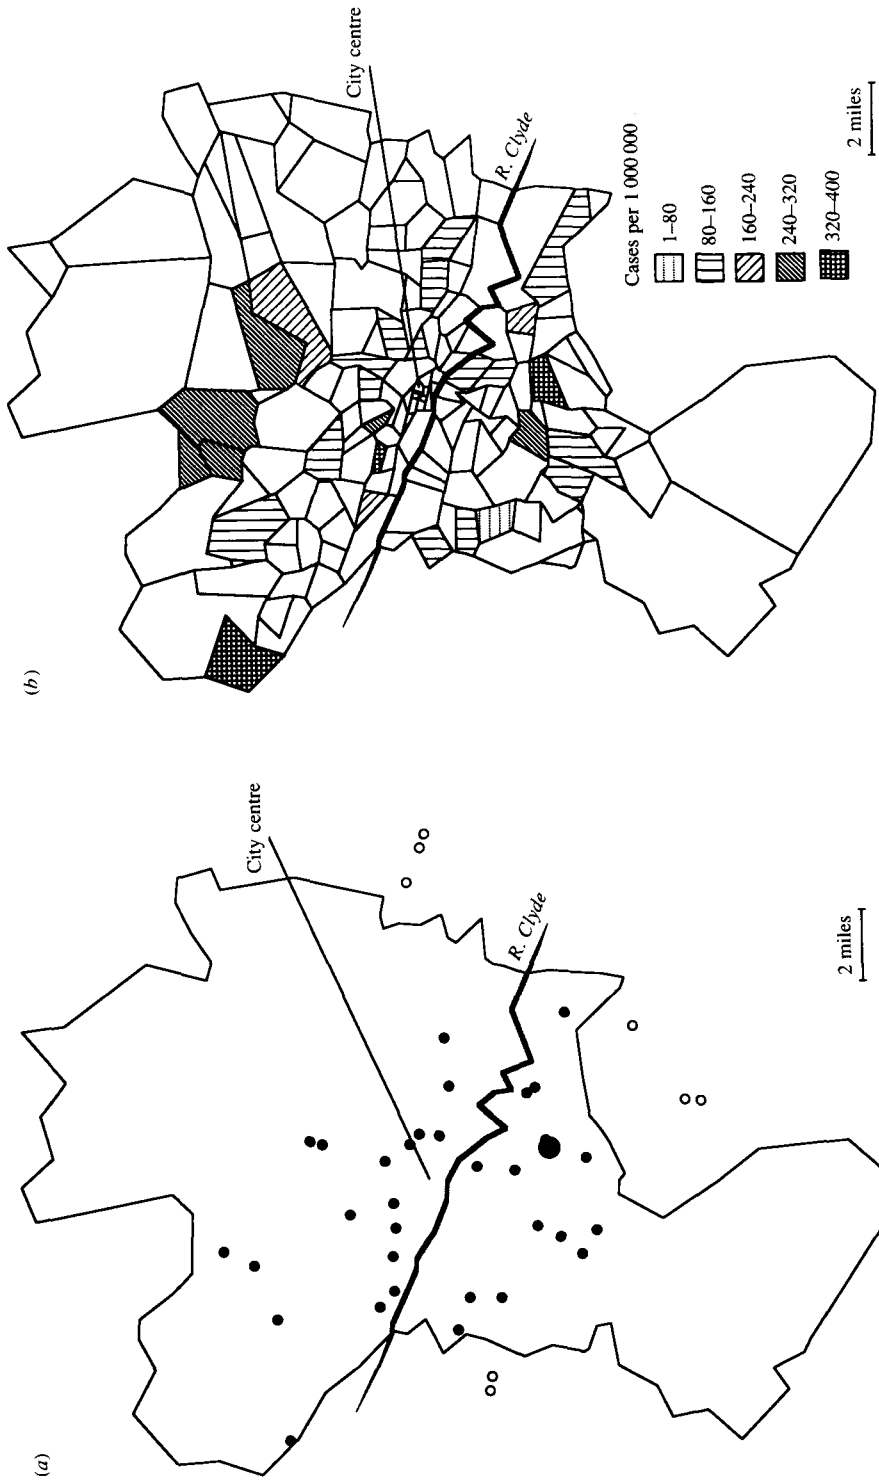 (a)
City centre
R. Clyde
2 miles
(b)
City centre
R. Clyde
Cases per 1 000 000
1–80
80–160
160–240
240–320
320–400
2 miles